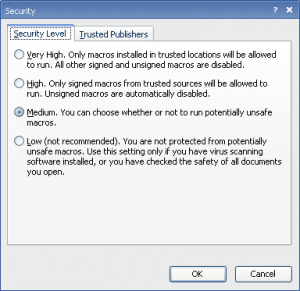 Security
Security Level Trusted Publishers
Very High. Only macros installed in trusted locations will be allowed
to run. All other signed and unsigned macros are disabled.
High. Only signed macros from trusted sources will be allowed to
run. Unsigned macros are automatically disabled.
Medium. You can choose whether or not to run potentially unsafe
macros.
Low (not recommended). You are not protected from potentially
unsafe macros. Use this setting only if you have virus scanning
software installed, or you have checked the safety of all documents
you open.
OK Cancel